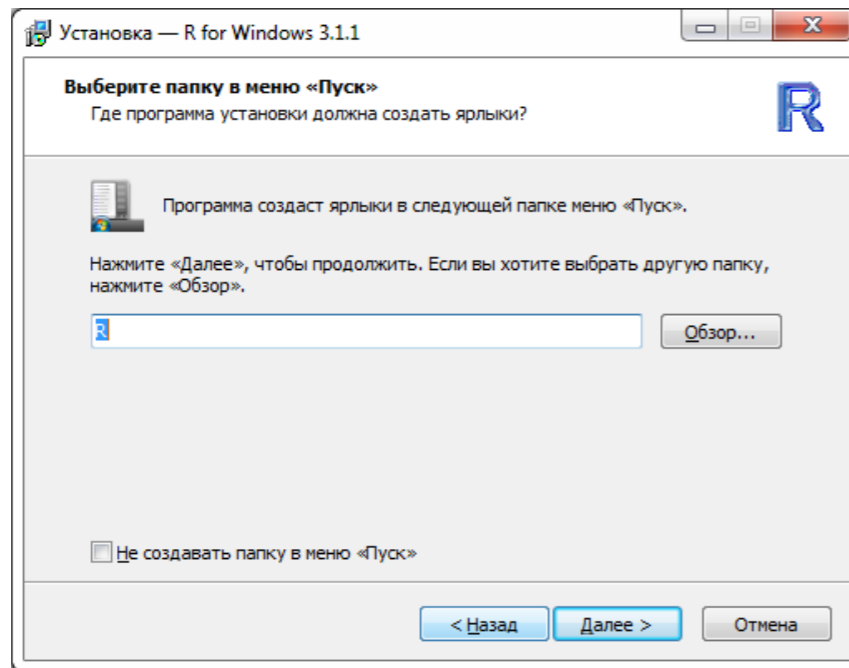 Установка — R for Windows 3.1.1
Выберите папку в меню «Пуск»
Где программа установки должна создать ярлыки?
R
Программа создаст ярлыки в следующей папке меню «Пуск».
Нажмите «Далее», чтобы продолжить. Если вы хотите выбрать другую папку,
нажмите «Обзор».
R
Обзор...
Не создавать папку в меню «Пуск»
< Назад
Далее >
Отмена